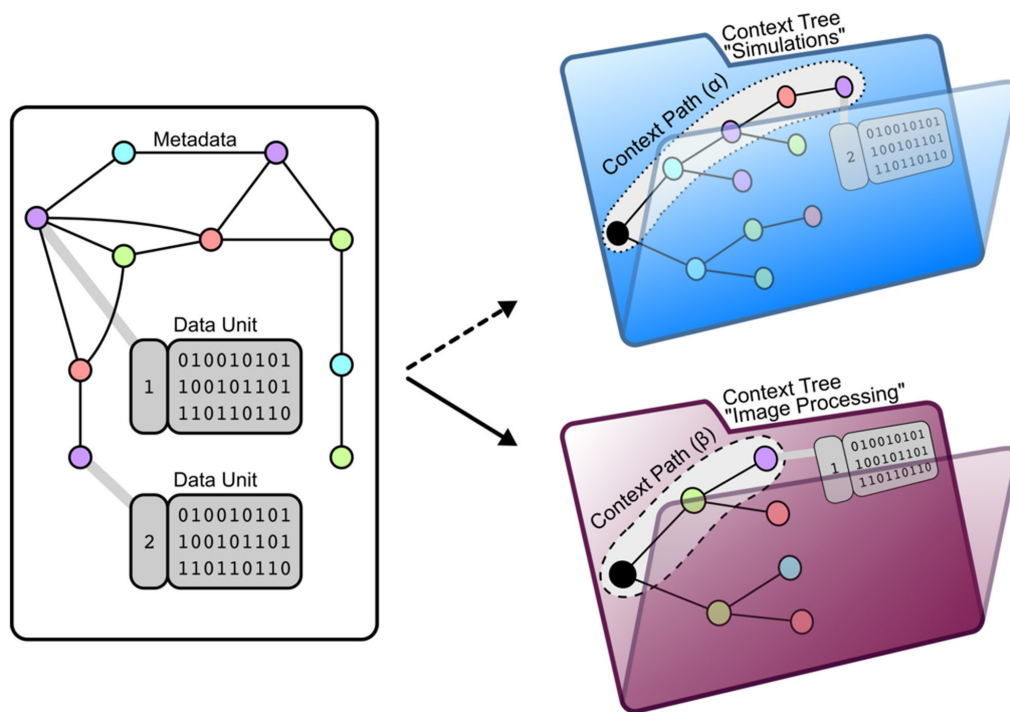 Metadata
Data Unit
1
010010101
100101101
110110110
Data Unit
2
010010101
100101101
110110110
Context Tree
"Simulations"
Context Path (α)
2
010010101
100101101
110110110
Context Tree
"Image Processing"
Context Path (β)
1
010010101
100101101
110110110